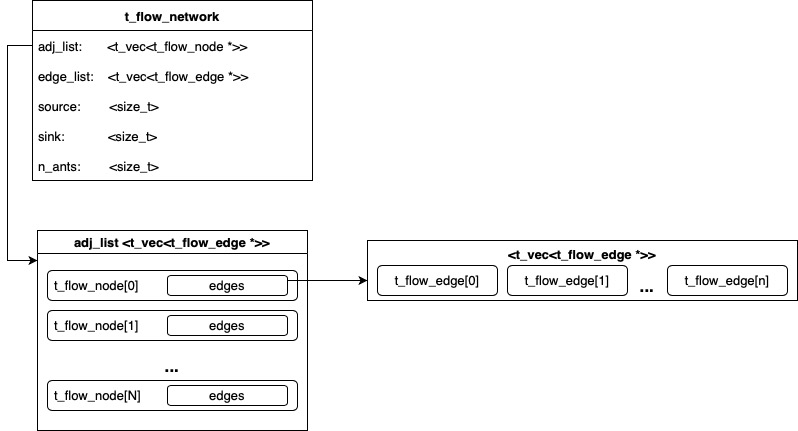 t_flow_network
adj_list: <t_vec<t_flow_node *>>
edge_list: <t_vec<t_flow_edge *>>
source: <size_t>
sink: <size_t>
n_ants: <size_t>
adj_list <t_vec<t_flow_edge *>>
t_flow_node[0] edges
t_flow_node[1] edges
...
t_flow_node[N] edges
<t_vec<t_flow_edge *>>
t_flow_edge[0] t_flow_edge[1] ... t_flow_edge[n]